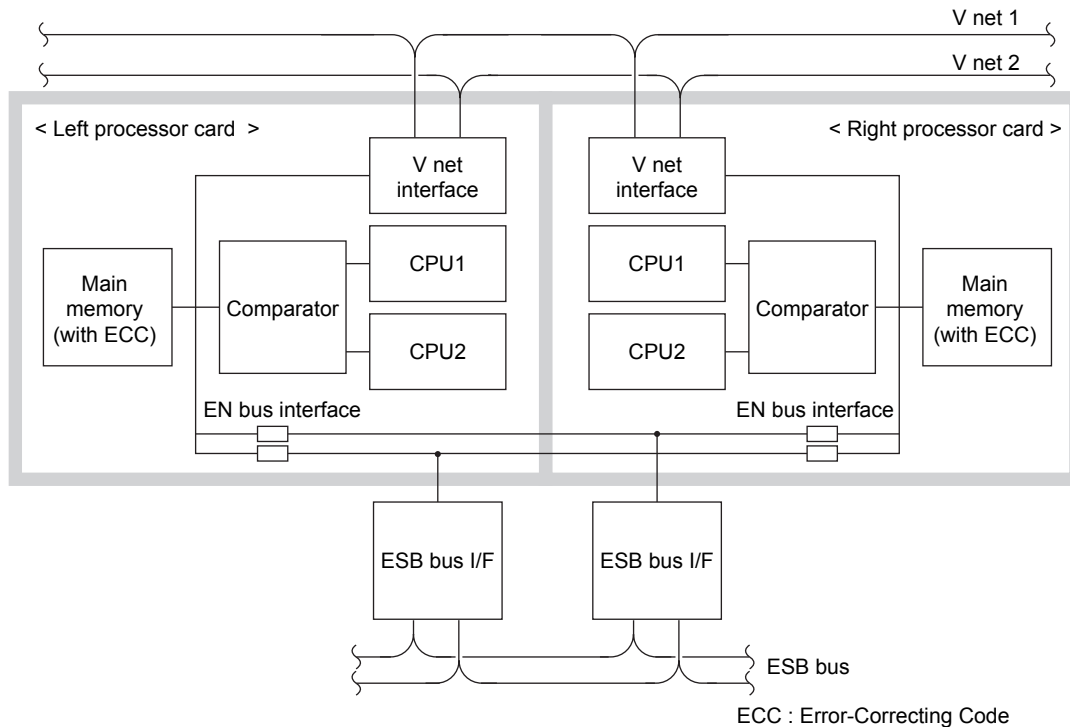 V net 1
V net 2
< Left processor card >
< Right processor card >
V net
interface
V net
interface
Main
memory
(with ECC)
Comparator
CPU1
CPU2
CPU1
CPU2
Comparator
Main
memory
(with ECC)
EN bus interface
EN bus interface
ESB bus I/F
ESB bus I/F
ESB bus
ECC : Error-Correcting Code